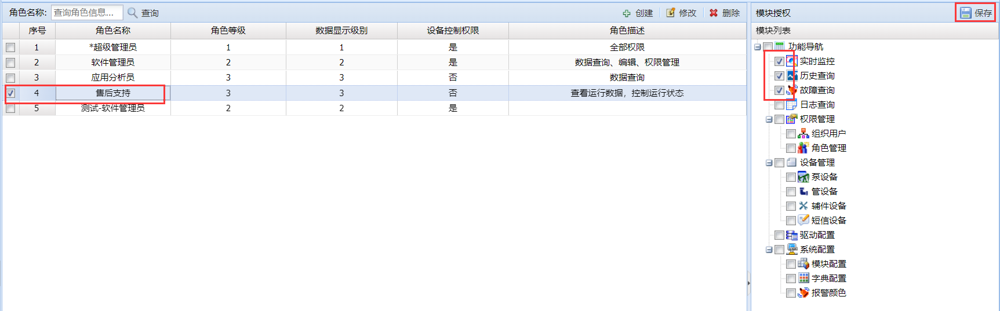 角色名称: 查询角色信息... 查询 创建 修改 删除
序号 角色名称 角色等级 数据显示级别 设备控制权限 角色描述
1 *超级管理员 1 1 是 全部权限
2 软件管理员 2 2 是 数据查询、编辑、权限管理
3 应用分析员 3 3 否 数据查询
4 售后支持 3 3 否 查看运行数据，控制运行状态
5 测试-软件管理员 2 2 是
模块授权 保存
模块列表
功能导航
实时监控
历史查询
故障查询
日志查询
权限管理
组织用户
角色管理
设备管理
泵设备
管设备
辅件设备
短信设备
驱动配置
系统配置
模块配置
字典配置
报警颜色